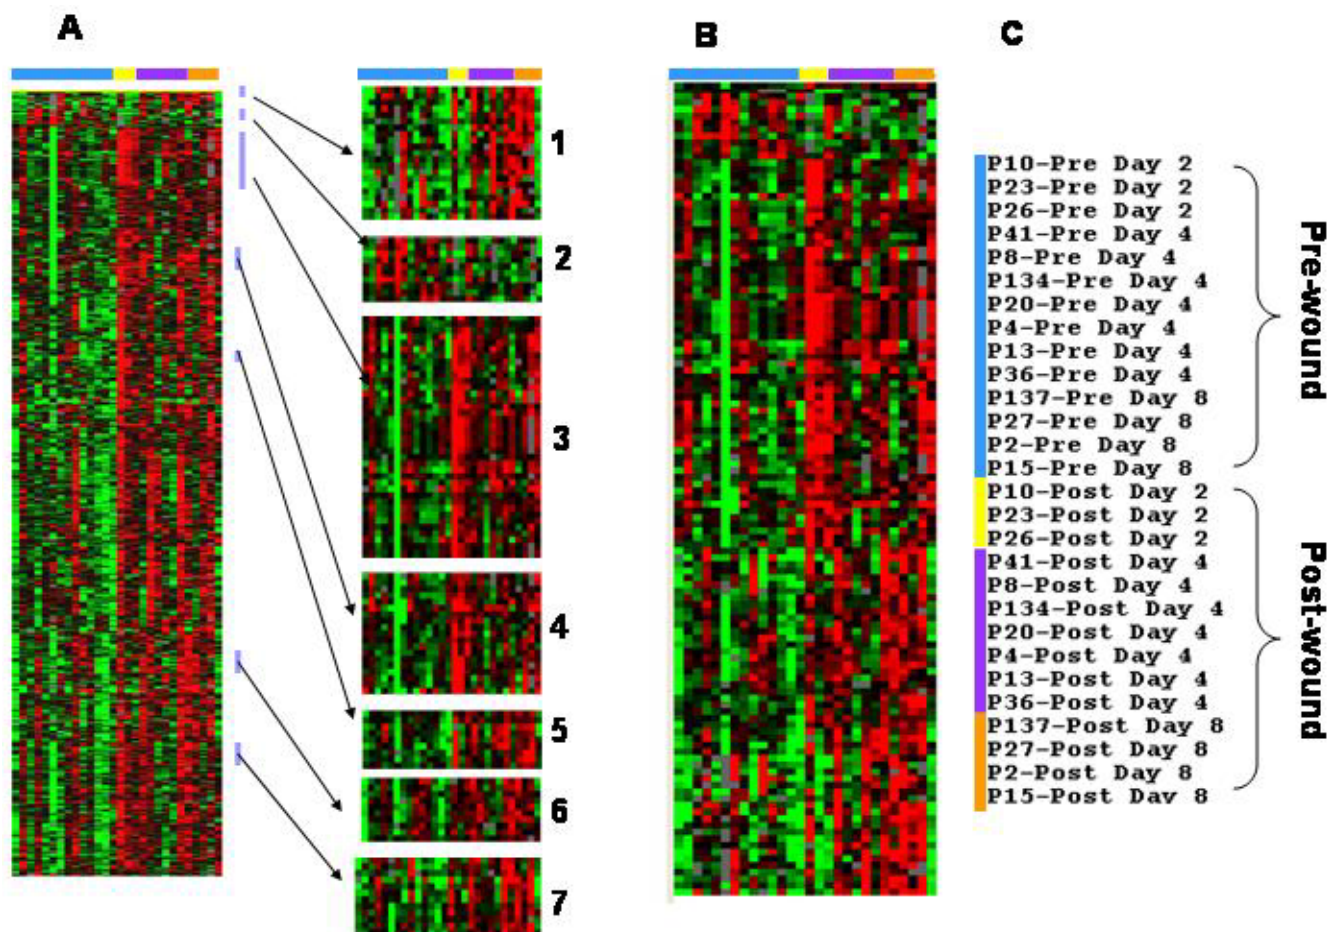 A
B
C
1
2
3
4
5
6
7
P10-Pre Day 2
P23-Pre Day 2
P26-Pre Day 2
P41-Pre Day 4
P8-Pre Day 4
P134-Pre Day 4
P20-Pre Day 4
P4-Pre Day 4
P13-Pre Day 4
P36-Pre Day 4
P137-Pre Day 8
P27-Pre Day 8
P2-Pre Day 8
P15-Pre Day 8
P10-Post Day 2
P23-Post Day 2
P26-Post Day 2
P41-Post Day 4
P8-Post Day 4
P134-Post Day 4
P20-Post Day 4
P4-Post Day 4
P13-Post Day 4
P36-Post Day 4
P137-Post Day 8
P27-Post Day 8
P2-Post Day 8
P15-Post Day 8
Pre-wound
Post-wound